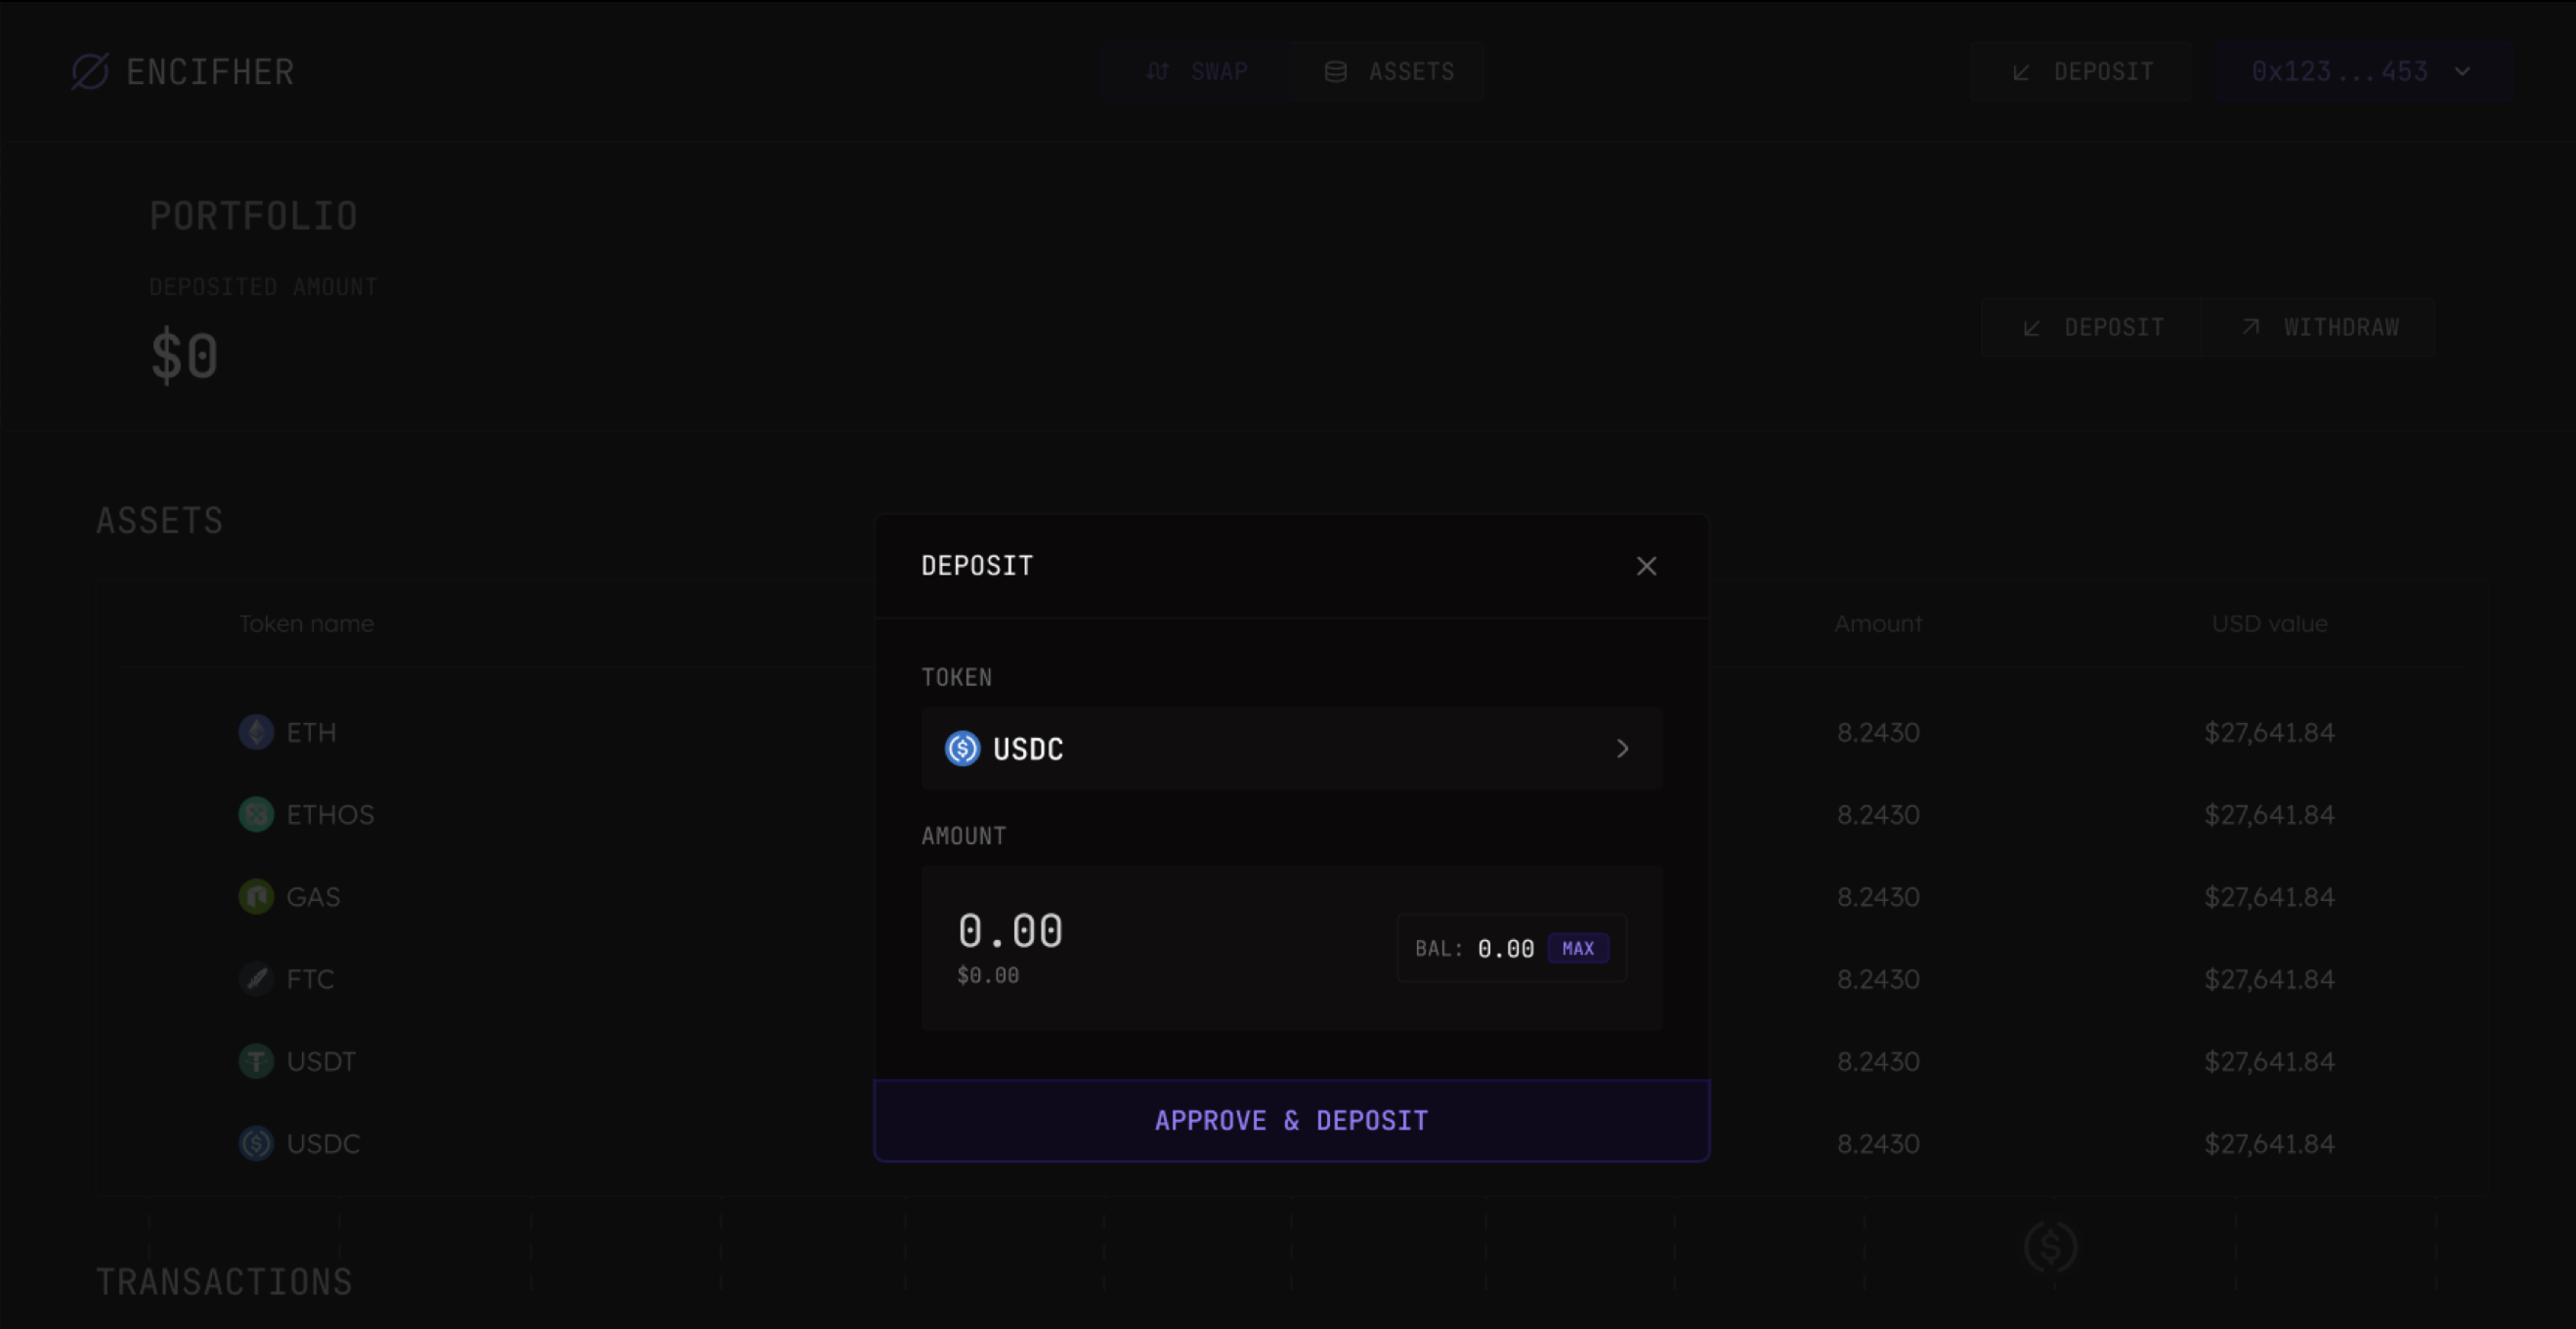 ENCIFHER
SWAP
ASSETS
DEPOSIT
0x123...453
PORTFOLIO
DEPOSITED AMOUNT
$0
DEPOSIT
WITHDRAW
ASSETS
Token name
Amount
USD value
ETH
8.2430
$27,641.84
ETHOS
8.2430
$27,641.84
GAS
8.2430
$27,641.84
FTC
8.2430
$27,641.84
USDT
8.2430
$27,641.84
USDC
8.2430
$27,641.84
DEPOSIT
TOKEN
USDC
AMOUNT
0.00
$0.00
BAL: 0.00 MAX
APPROVE & DEPOSIT
TRANSACTIONS